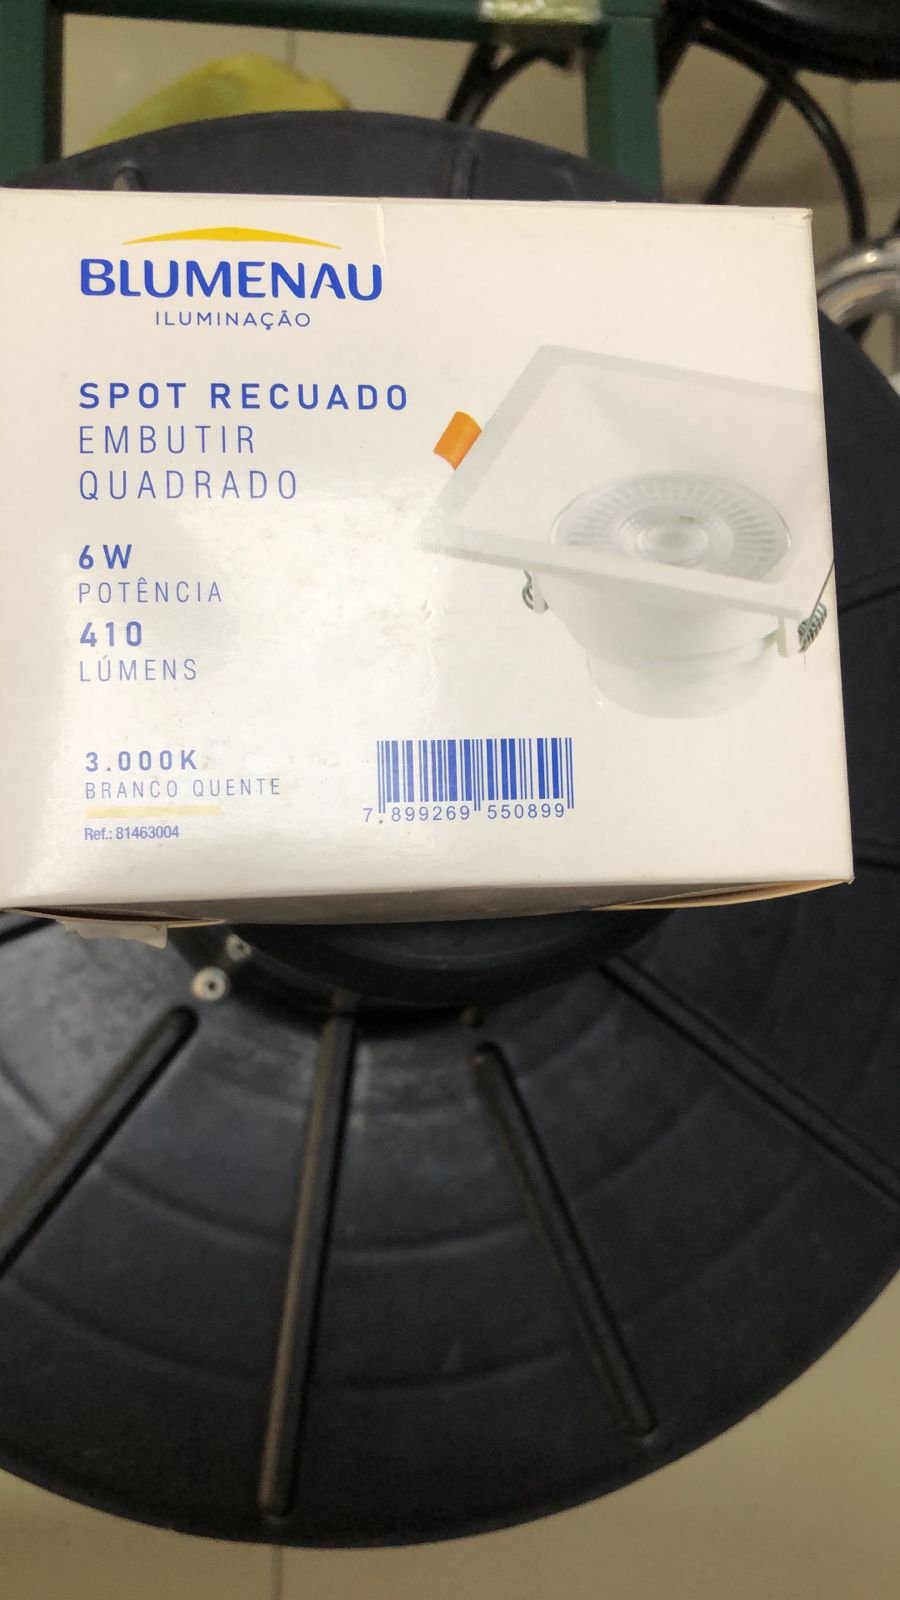 BLUMENAU
ILUMINAÇÃO
SPOT RECUADO
EMBUTIR
QUADRADO
6W
POTÊNCIA
410
LÚMENS
3.000K
BRANCO QUENTE
Ref.: 81463004
7 899269 550899